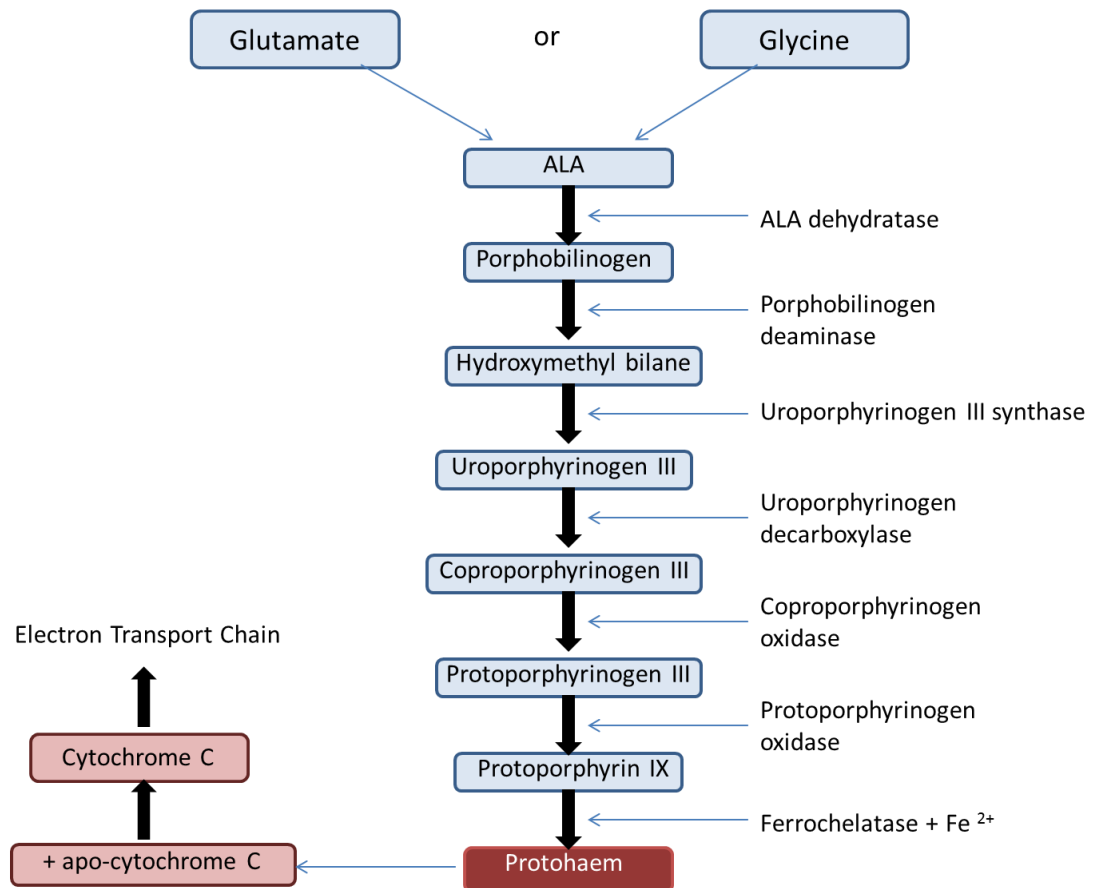 Glutamate
or
Glycine
ALA
ALA dehydratase
Porphobilinogen
Porphobilinogen
deaminase
Hydroxymethyl bilane
Uroporphyrinogen III synthase
Uroporphyrinogen III
Uroporphyrinogen
decarboxylase
Coproporphyrinogen III
Coproporphyrinogen
oxidase
Electron Transport Chain
Protoporphyrinogen III
Protoporphyrinogen
oxidase
Cytochrome C
Protoporphyrin IX
Ferrochelatase + Fe ²⁺
+ apo-cytochrome C
Protohaem